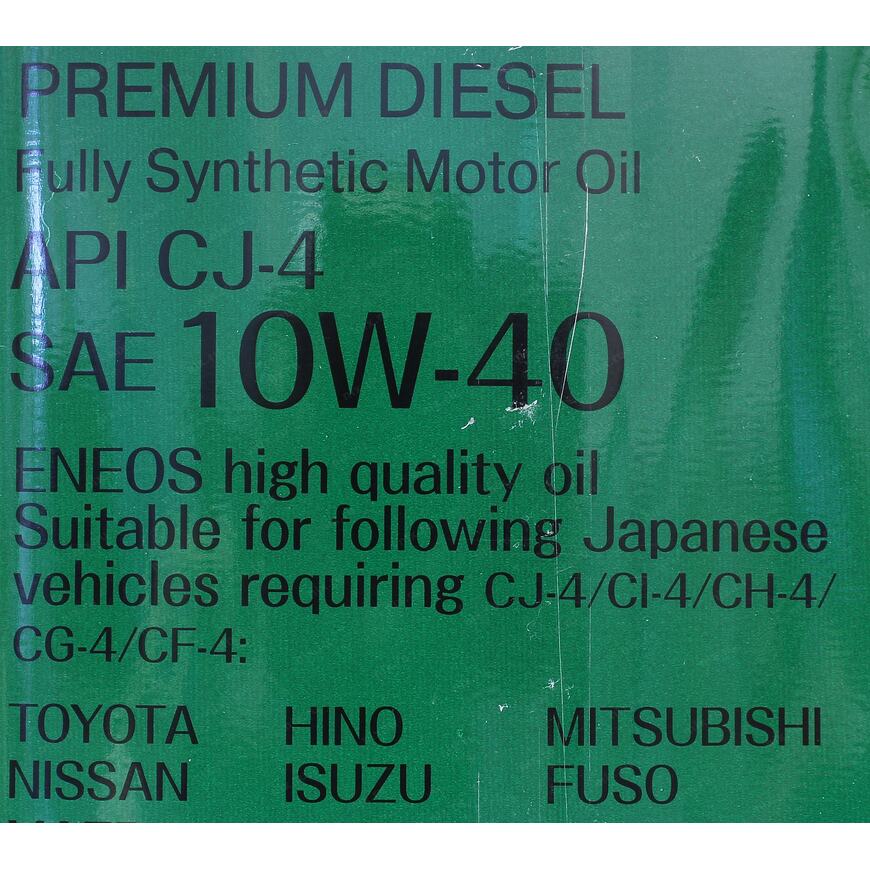 PREMIUM DIESEL
Fully Synthetic Motor Oil
API CJ-4
SAE 10W-40
ENEOS high quality oil
Suitable for following Japanese
vehicles requiring CJ-4/CI-4/CH-4/
CG-4/CF-4:
TOYOTA HINO MITSUBISHI
NISSAN ISUZU FUSO